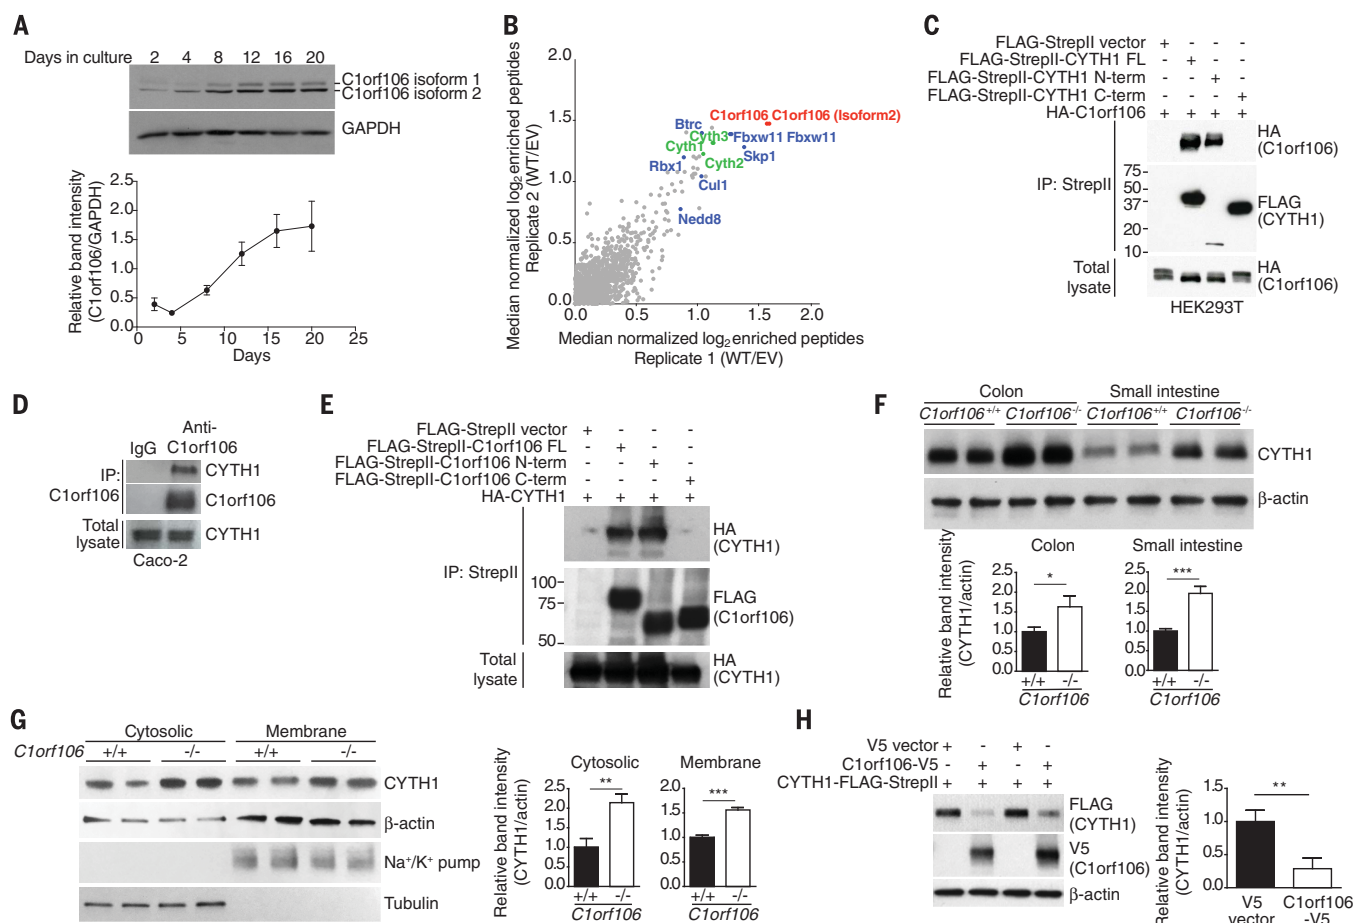 A
Days in culture 2 4 8 12 16 20
C1orf106 isoform 1
C1orf106 isoform 2
GAPDH
Relative band intensity
(C1orf106/GAPDH)
2.5
2.0
1.5
1.0
0.5
0.0
0 5 10 15 20 25
Days
B
Median normalized log2 enriched peptides
Replicate 2 (WT/EV)
2.0
1.5
1.0
0.5
0.0
C1orf106 C1orf106 (Isoform2)
Btrc
Cyth3 Fbxw11 Fbxw11
Cyth1
Skp1
Rbx1 Cyth2
Cul1
Nedd8
0.0 0.5 1.0 1.5 2.0
Median normalized log2 enriched peptides
Replicate 1 (WT/EV)
C
FLAG-StrepII vector + - - -
FLAG-StrepII-CYTH1 FL - + - -
FLAG-StrepII-CYTH1 N-term - - + -
FLAG-StrepII-CYTH1 C-term - - - +
HA-C1orf106 + + + +
HA
(C1orf106)
IP: StrepII
75
50
37
20
10
FLAG
(CYTH1)
Total
lysate
HA
(C1orf106)
HEK293T
D
Anti-
IgG C1orf106
IP:
C1orf106
CYTH1
C1orf106
Total
lysate
CYTH1
Caco-2
E
FLAG-StrepII vector + - - -
FLAG-StrepII-C1orf106 FL - + - -
FLAG-StrepII-C1orf106 N-term - - + -
FLAG-StrepII-C1orf106 C-term - - - +
HA-CYTH1 + + + +
HA
(CYTH1)
IP: StrepII
100
75
50
FLAG
(C1orf106)
Total
lysate
HA
(CYTH1)
F
Colon Small intestine
C1orf106+/+ C1orf106-/- C1orf106+/+ C1orf106-/-
CYTH1
β-actin
Relative band intensity
(CYTH1/actin)
Colon
2.5
2.0
1.5
1.0
0.5
0.0
*
+/+ -/-
C1orf106
Small intestine
2.5
2.0
1.5
1.0
0.5
0.0
***
+/+ -/-
C1orf106
G
Cytosolic Membrane
C1orf106 +/+ -/- +/+ -/-
CYTH1
β-actin
Na+/K+ pump
Tubulin
Relative band intensity
(CYTH1/actin)
Cytosolic
2.5
2.0
1.5
1.0
0.5
0.0
**
+/+ -/-
C1orf106
Membrane
2.0
1.5
1.0
0.5
0.0
***
+/+ -/-
C1orf106
H
V5 vector + - + -
C1orf106-V5 - + - +
CYTH1-FLAG-StrepII + + + +
FLAG
(CYTH1)
V5
(C1orf106)
β-actin
Relative band intensity
(CYTH1/actin)
1.5
1.0
0.5
0.0
**
V5
vector
C1orf106
-V5